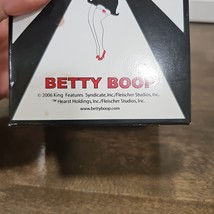 BETTY BOOP
© 2006 King Features Syndicate, Inc./Fleischer Studios, Inc.
™ Hearst Holdings, Inc./Fleischer Studios, Inc.
www.bettyboop.com